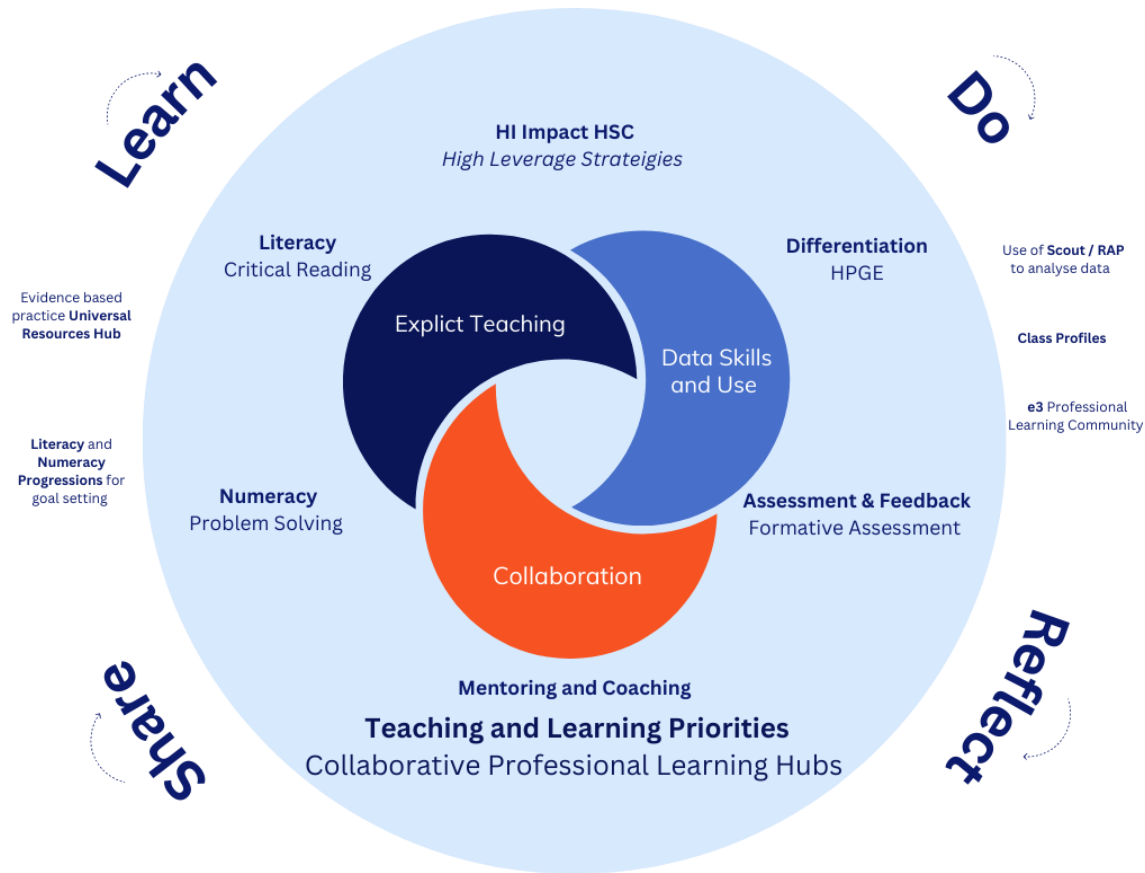 Learn
Do
HI Impact HSC
High Leverage Strateigies
Literacy
Critical Reading
Differentiation
HPGE
Use of Scout / RAP
to analyse data
Evidence based
practice Universal
Resources Hub
Explict Teaching
Data Skills
and Use
Class Profiles
e3 Professional
Learning Community
Literacy and
Numeracy
Progressions for
goal setting
Numeracy
Problem Solving
Assessment & Feedback
Formative Assessment
Collaboration
Share
Reflect
Mentoring and Coaching
Teaching and Learning Priorities
Collaborative Professional Learning Hubs